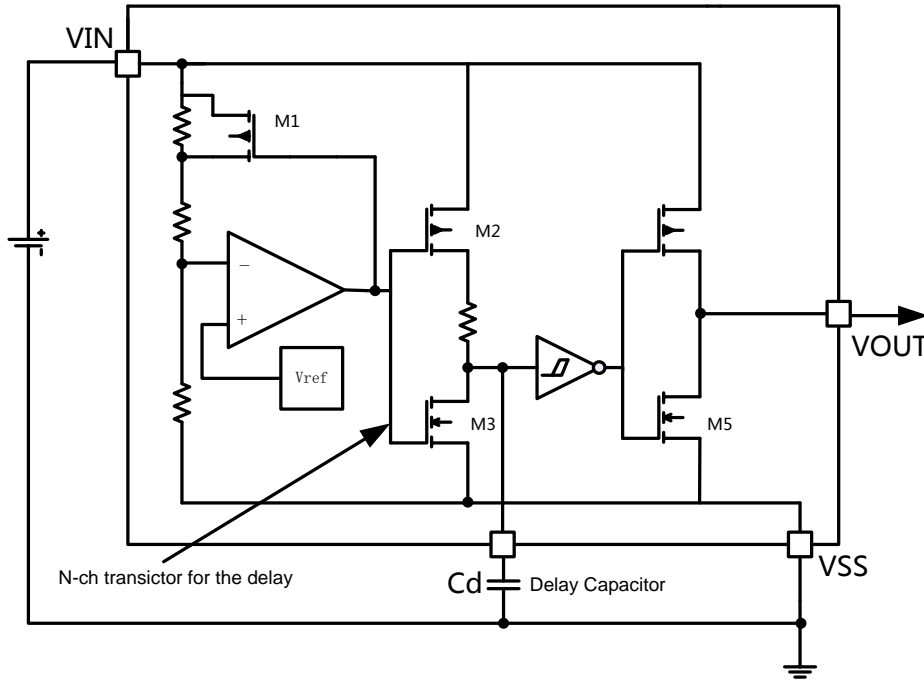 VIN
M1
M2
−
+
Vref
M3
M5
VOUT
N-ch transictor for the delay
Cd
Delay Capacitor
VSS
+